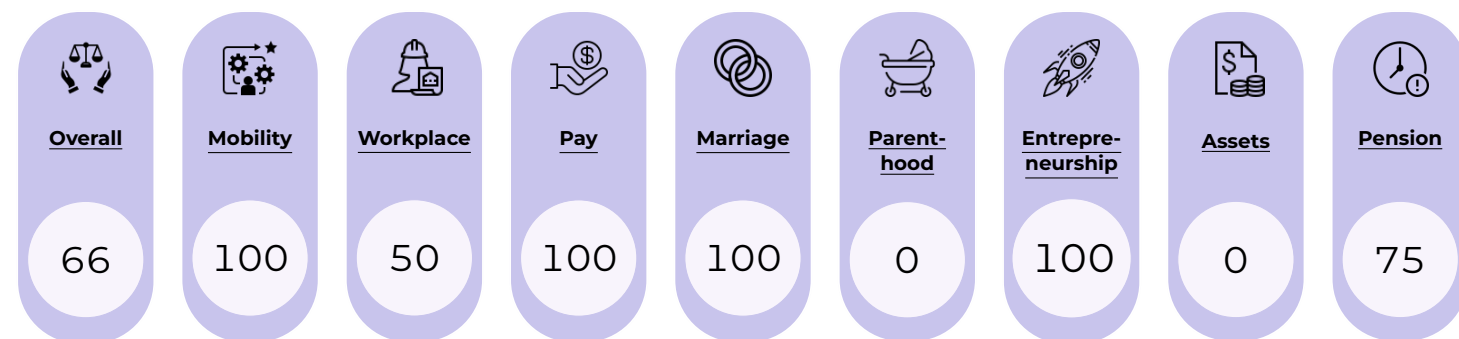 Overall
66
Mobility
100
Workplace
50
Pay
$
100
Marriage
100
Parent-
hood
0
Entrepre-
neurship
100
$
Assets
0
!
Pension
75